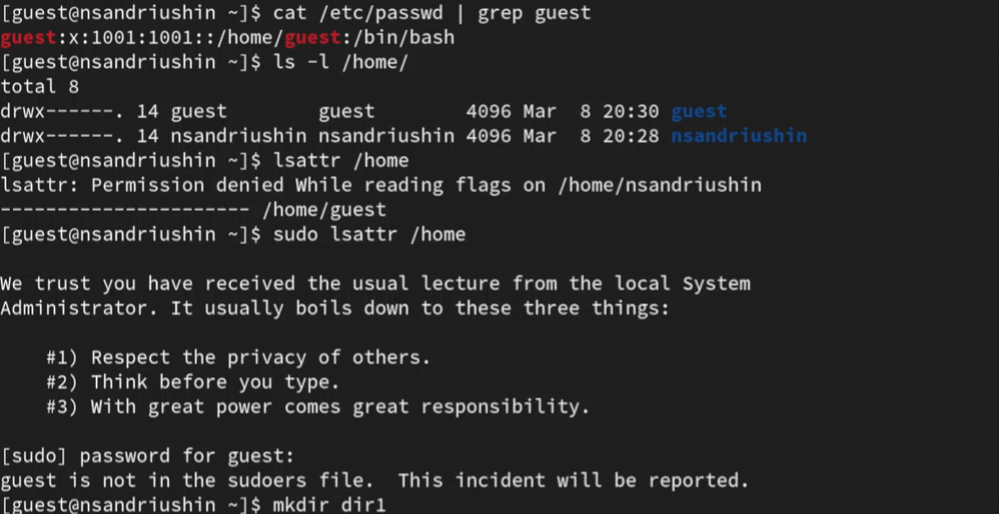 [guest@nsandriushin ~]$ cat /etc/passwd | grep guest
guest:x:1001:1001::/home/guest:/bin/bash
[guest@nsandriushin ~]$ ls -l /home/
total 8
drwx------. 14 guest        guest        4096 Mar  8 20:30 guest
drwx------. 14 nsandriushin nsandriushin 4096 Mar  8 20:28 nsandriushin
[guest@nsandriushin ~]$ lsattr /home
lsattr: Permission denied While reading flags on /home/nsandriushin
---------------------- /home/guest
[guest@nsandriushin ~]$ sudo lsattr /home
We trust you have received the usual lecture from the local System
Administrator. It usually boils down to these three things:
    #1) Respect the privacy of others.
    #2) Think before you type.
    #3) With great power comes great responsibility.
[sudo] password for guest:
guest is not in the sudoers file.  This incident will be reported.
[guest@nsandriushin ~]$ mkdir dir1